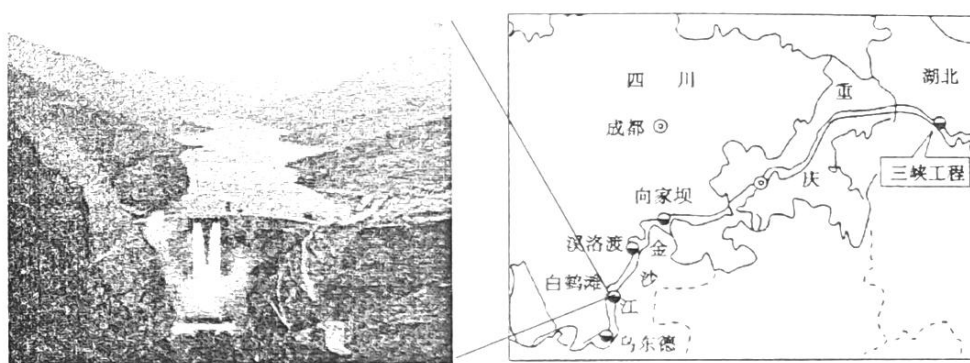 四川
湖北
重
成都
三峡工程
庆
向家坝
溪洛渡
金
白鹤滩
沙
江
乌东德